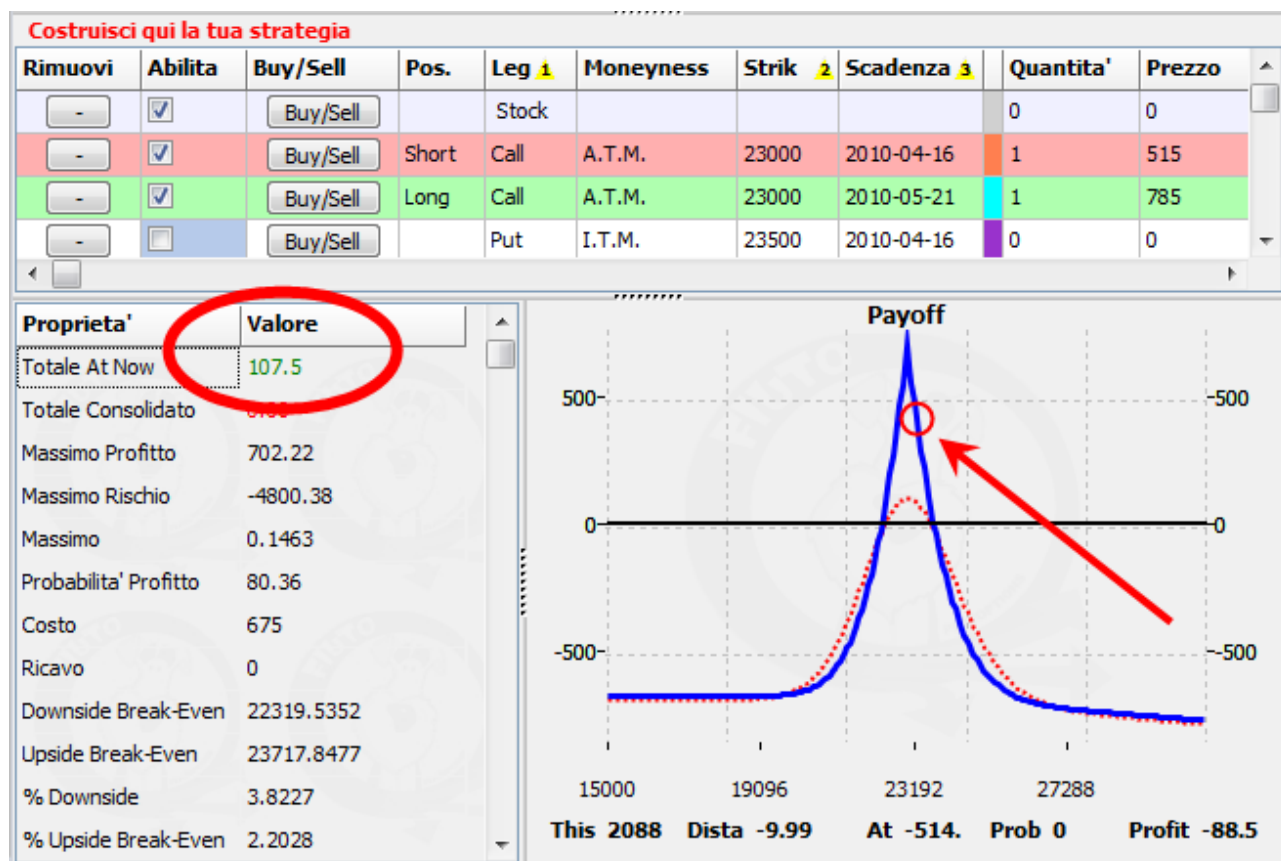 Costruisci qui la tua strategia
Rimuovi Abilita Buy/Sell Pos. Leg 1 Moneyness Strik 2 Scadenza 3 Quantita' Prezzo
- Buy/Sell Stock 0 0
- Buy/Sell Short Call A.T.M. 23000 2010-04-16 1 515
- Buy/Sell Long Call A.T.M. 23000 2010-05-21 1 785
- Buy/Sell Put I.T.M. 23500 2010-04-16 0 0
Proprieta' Valore
Totale At Now 107.5
Totale Consolidato
Massimo Profitto 702.22
Massimo Rischio -4800.38
Massimo 0.1463
Probabilita' Profitto 80.36
Costo 675
Ricavo 0
Downside Break-Even 22319.5352
Upside Break-Even 23717.8477
% Downside 3.8227
% Upside Break-Even 2.2028
Payoff
500- -500
0- -0
-500- --500
15000 19096 23192 27288
This 2088 Dista -9.99 At -514. Prob 0 Profit -88.5